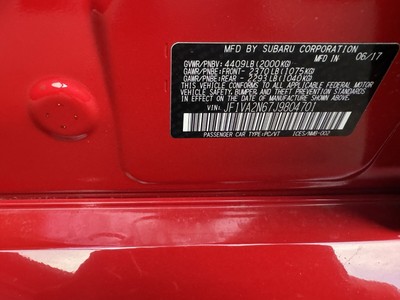 MFD BY SUBARU CORPORATION 06/17
GVWR/PNBV: 4409LB(2000KG)
GAWR/PNBE:FRONT- 2370LB(1075KG)
GAWR/PNBE:REAR - 2293LB(1040KG)
THIS VEHICLE CONFORMS TO ALL APPLICABLE FEDERAL MOTOR
VEHICLE SAFETY, BUMPER AND THEFT PREVENTION STANDARDS
IN EFFECT ON THE DATE OF MANUFACTURE SHOWN ABOVE.
VIN: JF1VA2N67J9804701
PASSENGER CAR TYPE:PC/VT ICES/NMB-002